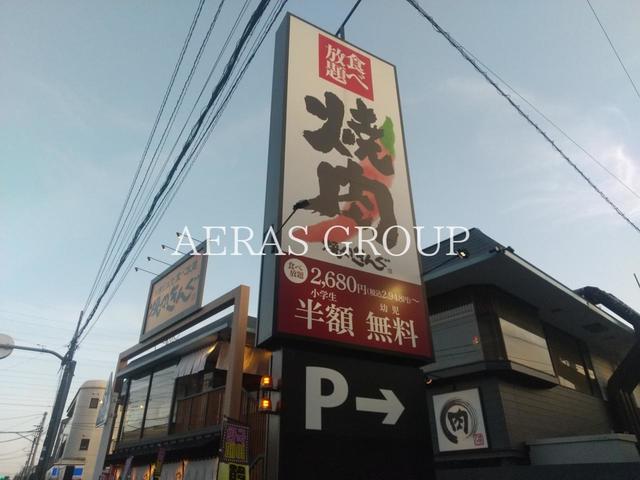 食べ
放題
焼肉
AERAS GROUP
食べ
放題
2,680円(税込2,948円)〜
小学生
半額
幼児
無料
P→
肉